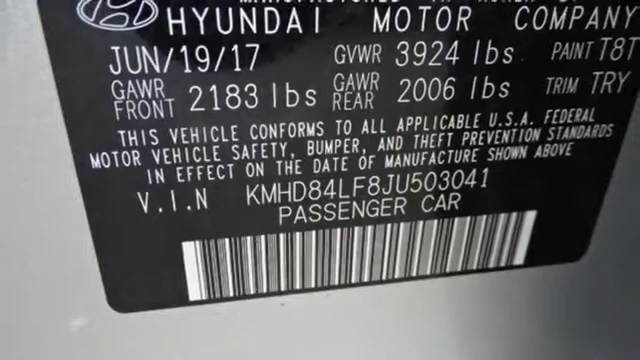 HYUNDAI MOTOR COMPANY
JUN/19/17 GVWR 3924 lbs PAINT T8T
GAWR FRONT 2183 lbs GAWR REAR 2006 lbs TRIM TRY
THIS VEHICLE CONFORMS TO ALL APPLICABLE U.S.A. FEDERAL
MOTOR VEHICLE SAFETY, BUMPER, AND THEFT PREVENTION STANDARDS
IN EFFECT ON THE DATE OF MANUFACTURE SHOWN ABOVE
V.I.N KMHD84LF8JU503041
PASSENGER CAR